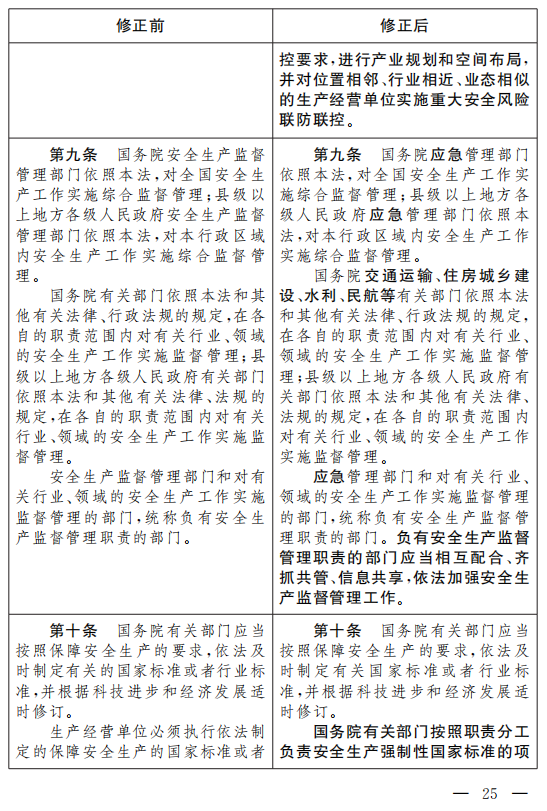 修正前
修正后
控要求,进行产业规划和空间布局,
并对位置相邻、行业相近、业态相似
的生产经营单位实施重大安全风险
联防联控。
第九条　国务院安全生产监督
管理部门依照本法,对全国安全生
产工作实施综合监督管理;县级以
上地方各级人民政府安全生产监督
管理部门依照本法,对本行政区域
内安全生产工作实施综合监督管
理。
国务院有关部门依照本法和其
他有关法律、行政法规的规定,在各
自的职责范围内对有关行业、领域
的安全生产工作实施监督管理;县
级以上地方各级人民政府有关部门
依照本法和其他有关法律、法规的
规定,在各自的职责范围内对有关
行业、领域的安全生产工作实施监
督管理。
安全生产监督管理部门和对有
关行业、领域的安全生产工作实施
监督管理的部门,统称负有安全生
产监督管理职责的部门。
第九条　国务院应急管理部门
依照本法,对全国安全生产工作实
施综合监督管理;县级以上地方各
级人民政府应急管理部门依照本
法,对本行政区域内安全生产工作
实施综合监督管理。
国务院交通运输、住房城乡建
设、水利、民航等有关部门依照本法
和其他有关法律、行政法规的规定,
在各自的职责范围内对有关行业、
领域的安全生产工作实施监督管
理;县级以上地方各级人民政府有
关部门依照本法和其他有关法律、
法规的规定,在各自的职责范围内
对有关行业、领域的安全生产工作
实施监督管理。
应急管理部门和对有关行业、
领域的安全生产工作实施监督管理
的部门,统称负有安全生产监督管
理职责的部门。负有安全生产监督
管理职责的部门应当相互配合、齐
抓共管、信息共享,依法加强安全生
产监督管理工作。
第十条　国务院有关部门应当
按照保障安全生产的要求,依法及
时制定有关的国家标准或者行业标
准,并根据科技进步和经济发展适
时修订。
生产经营单位必须执行依法制
定的保障安全生产的国家标准或者
第十条　国务院有关部门应当
按照保障安全生产的要求,依法及
时制定有关的国家标准或者行业标
准,并根据科技进步和经济发展适
时修订。
国务院有关部门按照职责分工
负责安全生产强制性国家标准的项
— 25 —